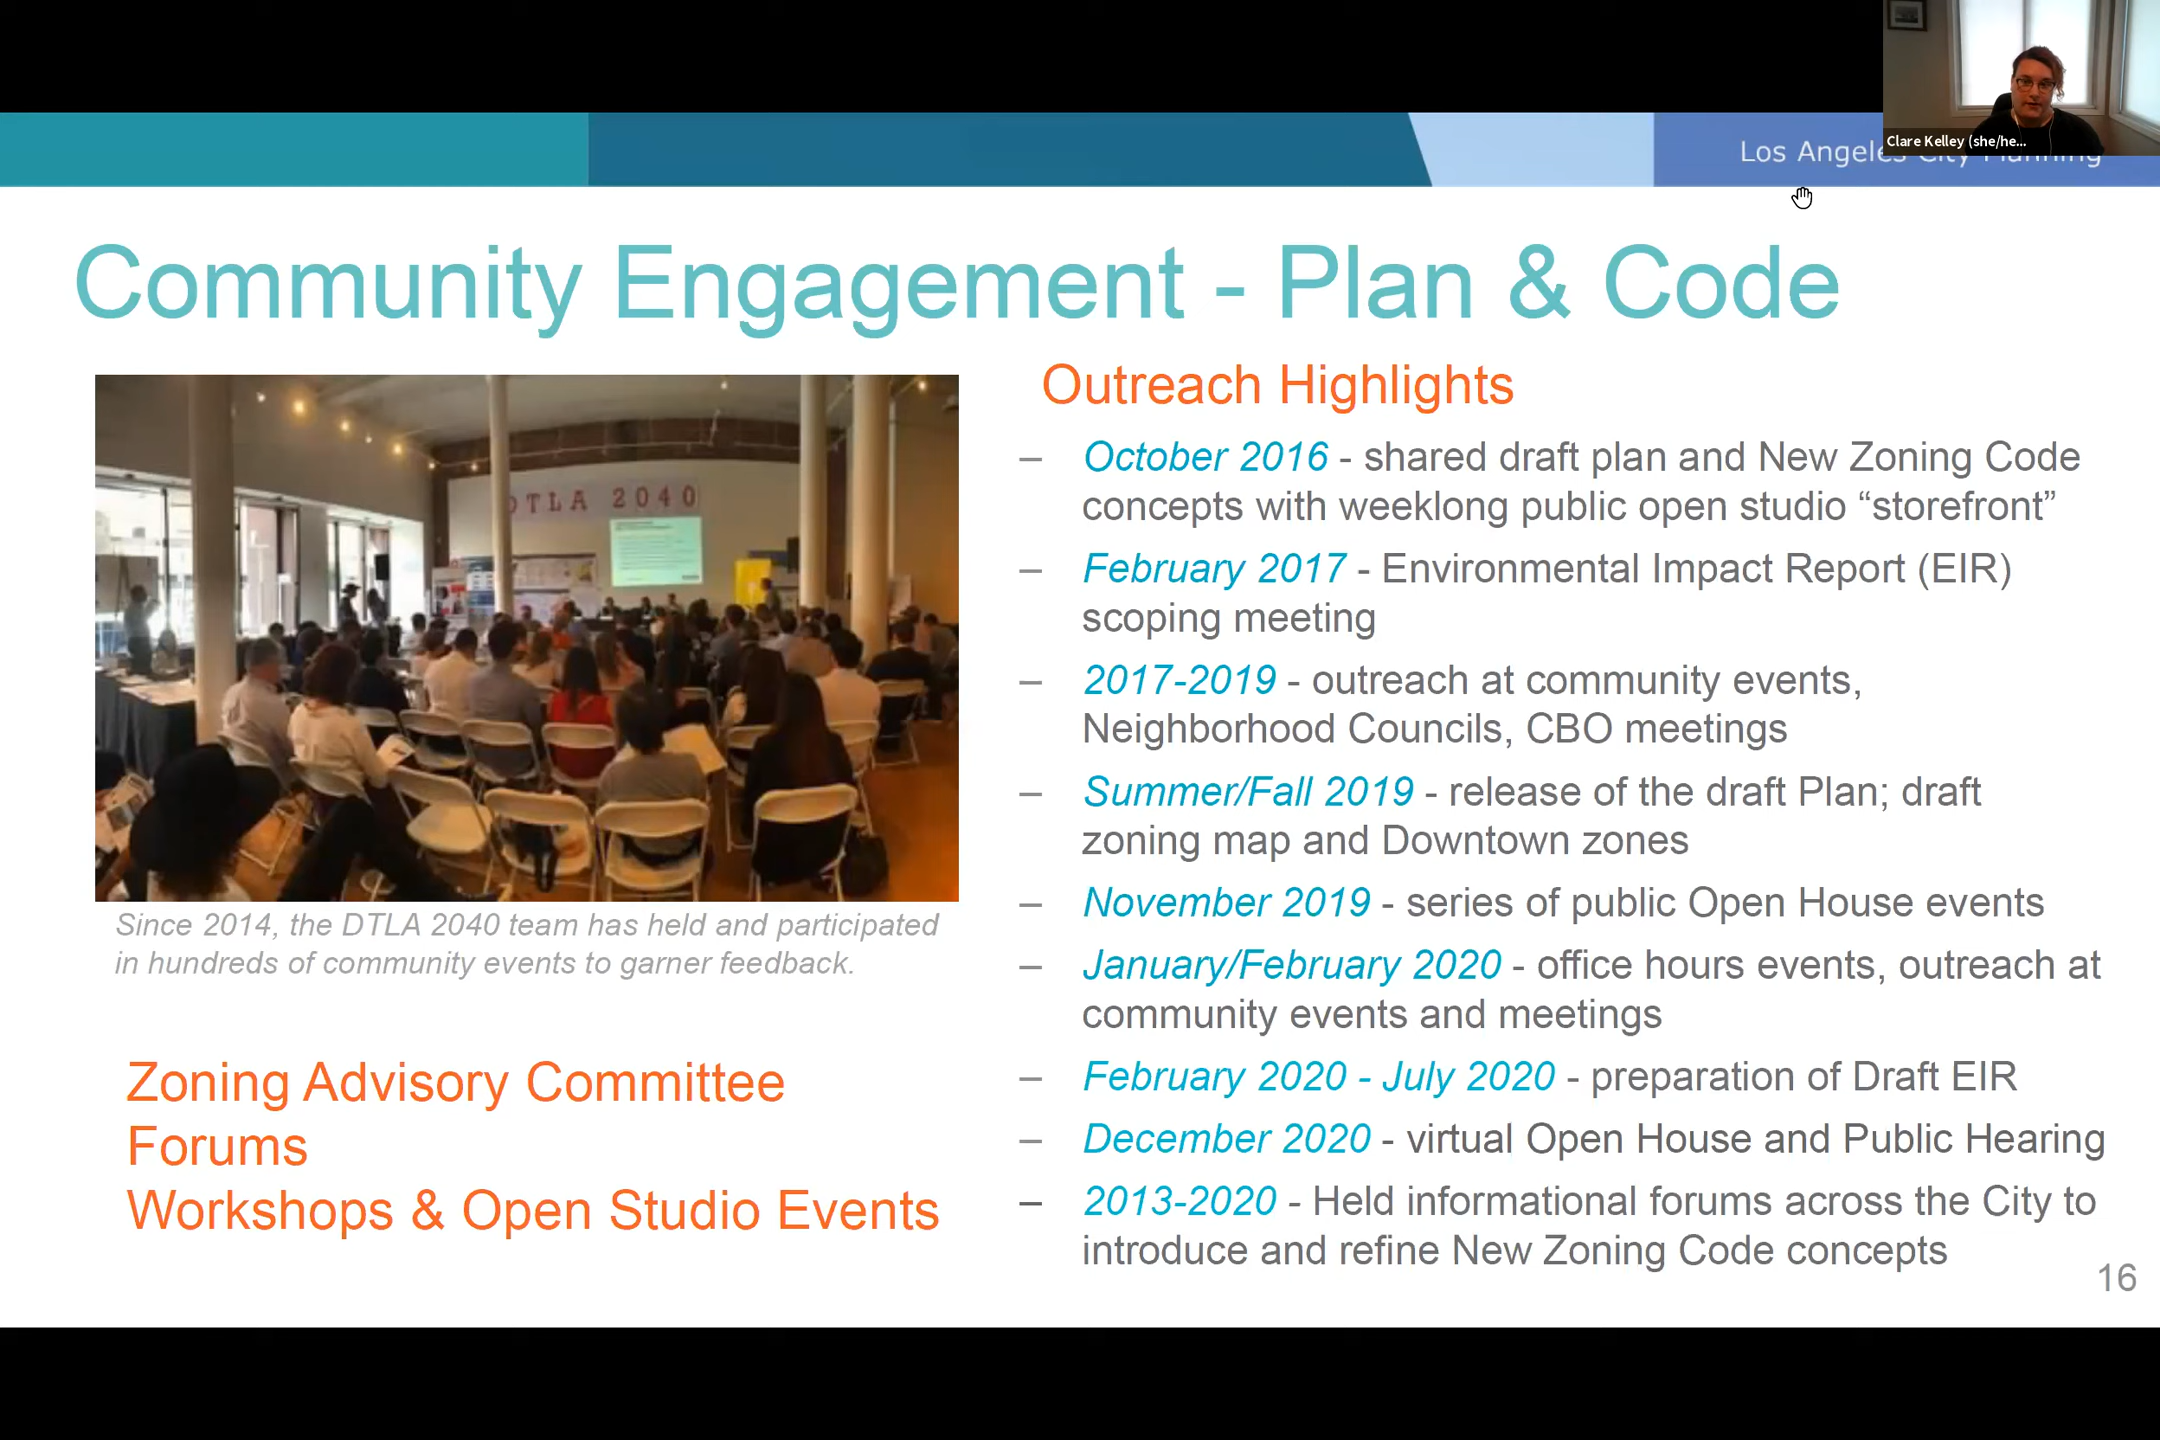 Clare Kelley (she/he...
Los Angeles City Planning
Community Engagement - Plan & Code
DTLA 2040
Since 2014, the DTLA 2040 team has held and participated
in hundreds of community events to garner feedback.
Zoning Advisory Committee
Forums
Workshops & Open Studio Events
Outreach Highlights
– October 2016 - shared draft plan and New Zoning Code
concepts with weeklong public open studio “storefront”
– February 2017 - Environmental Impact Report (EIR)
scoping meeting
– 2017-2019 - outreach at community events,
Neighborhood Councils, CBO meetings
– Summer/Fall 2019 - release of the draft Plan; draft
zoning map and Downtown zones
– November 2019 - series of public Open House events
– January/February 2020 - office hours events, outreach at
community events and meetings
– February 2020 - July 2020 - preparation of Draft EIR
– December 2020 - virtual Open House and Public Hearing
– 2013-2020 - Held informational forums across the City to
introduce and refine New Zoning Code concepts
16